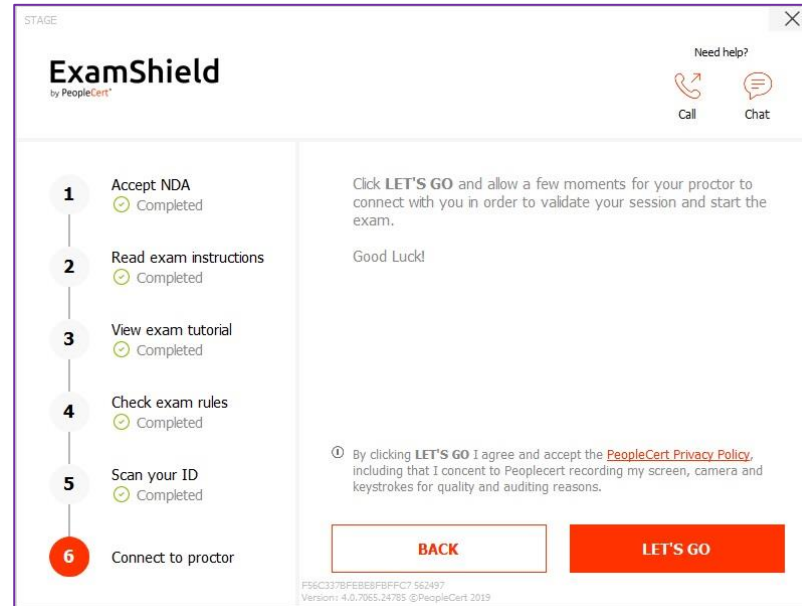 STAGE
Need help?
ExamShield
by PeopleCert
Call
Chat
1
Accept NDA
Completed
2
Read exam instructions
Completed
3
View exam tutorial
Completed
4
Check exam rules
Completed
5
Scan your ID
Completed
6
Connect to proctor
Click LET'S GO and allow a few moments for your proctor to
connect with you in order to validate your session and start the
exam.
Good Luck!
By clicking LET'S GO I agree and accept the PeopleCert Privacy Policy,
including that I concent to Peoplecert recording my screen, camera and
keystrokes for quality and auditing reasons.
BACK
LET'S GO
Version: 4.0.7065.24785 ©PeopleCert 2019